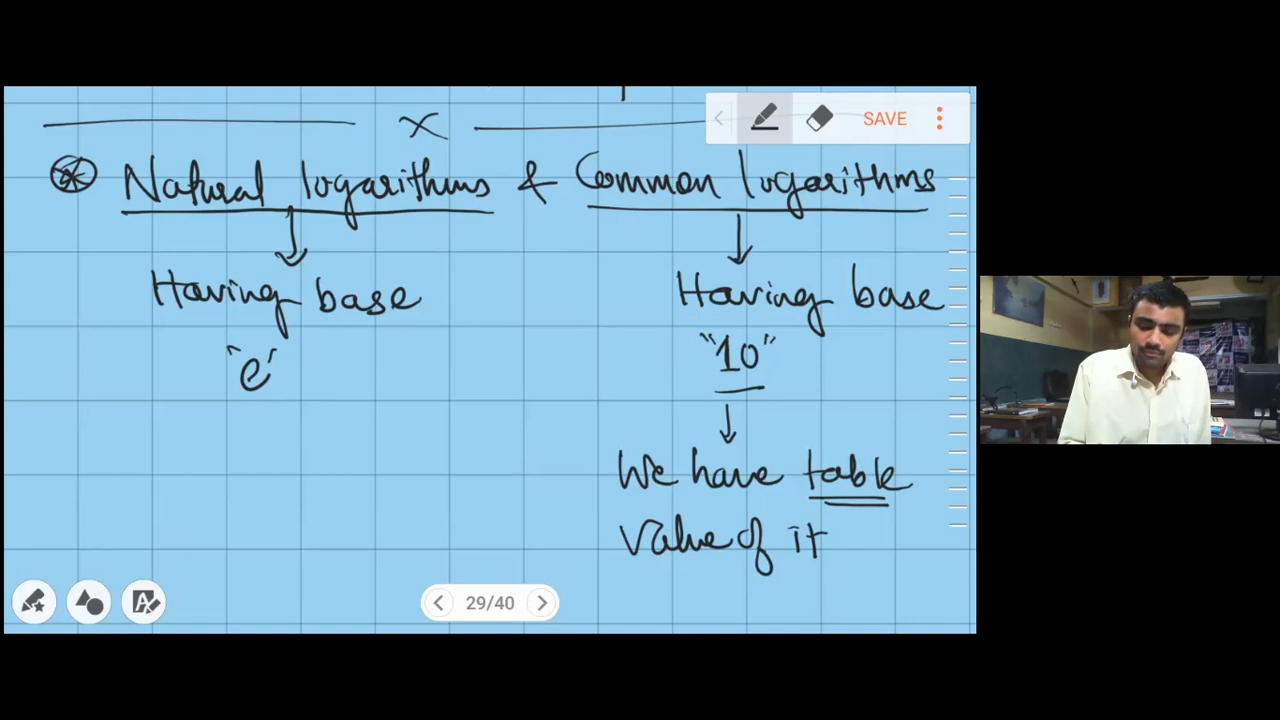 SAVE
Natural logarithms & Common logarithms
Having base
"e"
Having base
"10"
We have table
value of it
29/40